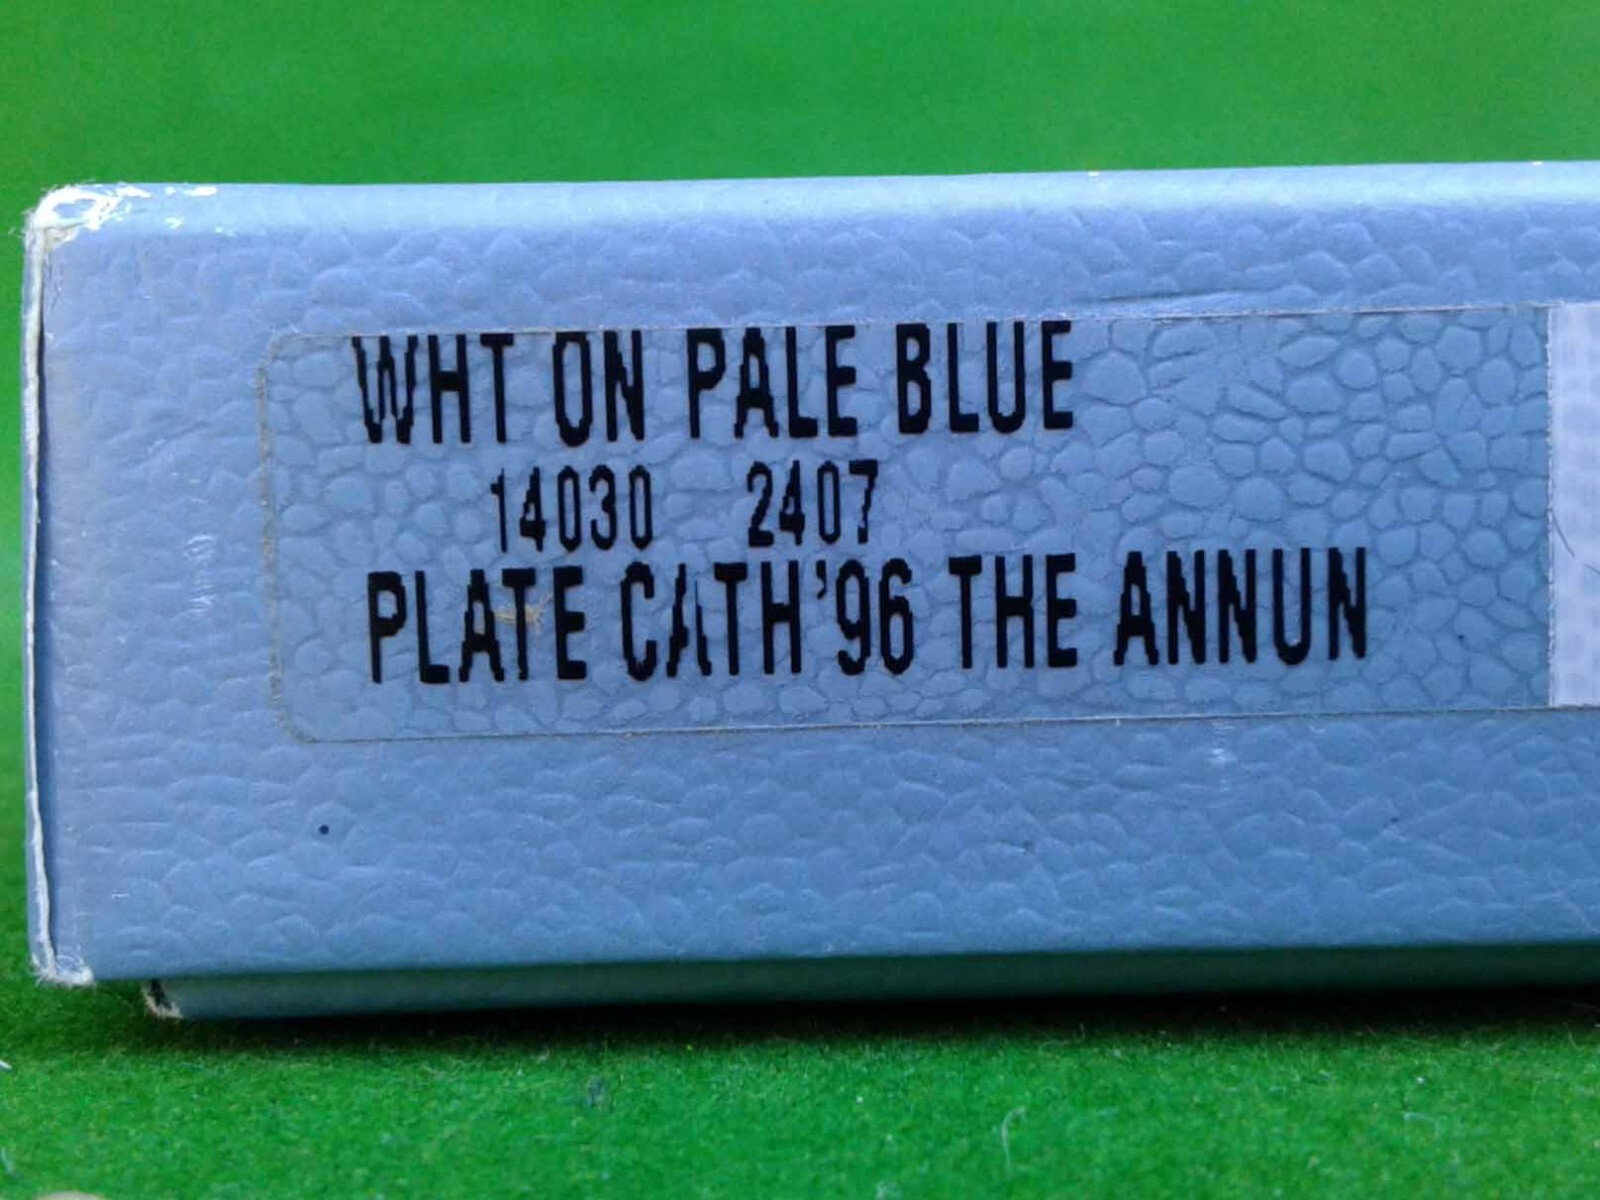 WHT ON PALE BLUE
14030 2407
PLATE CATH'96 THE ANNUN